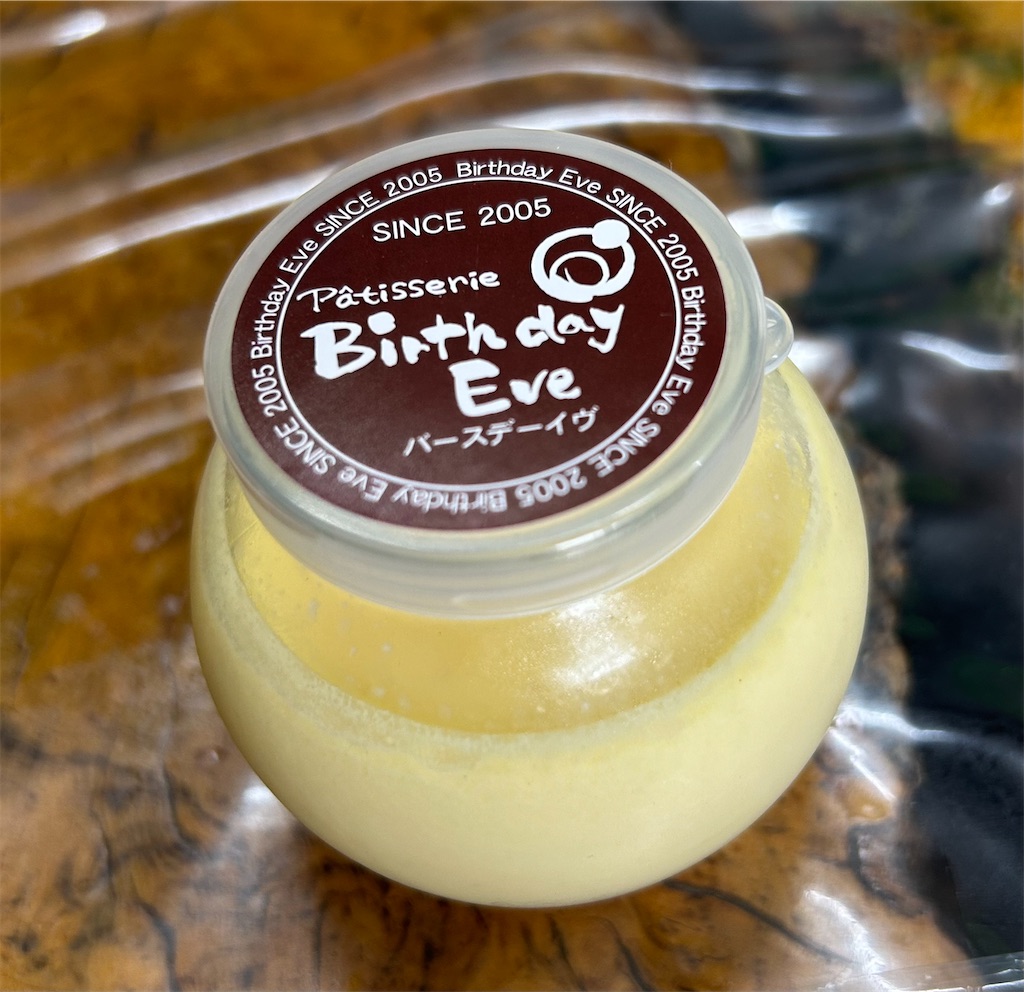 SINCE 2005 Birthday Eve SINCE 2005 Birthday Eve SINCE 2005 Birthday Eve SINCE 2005 Birthday Eve
SINCE 2005
Pâtisserie
Birthday
Eve
バースデーイヴ